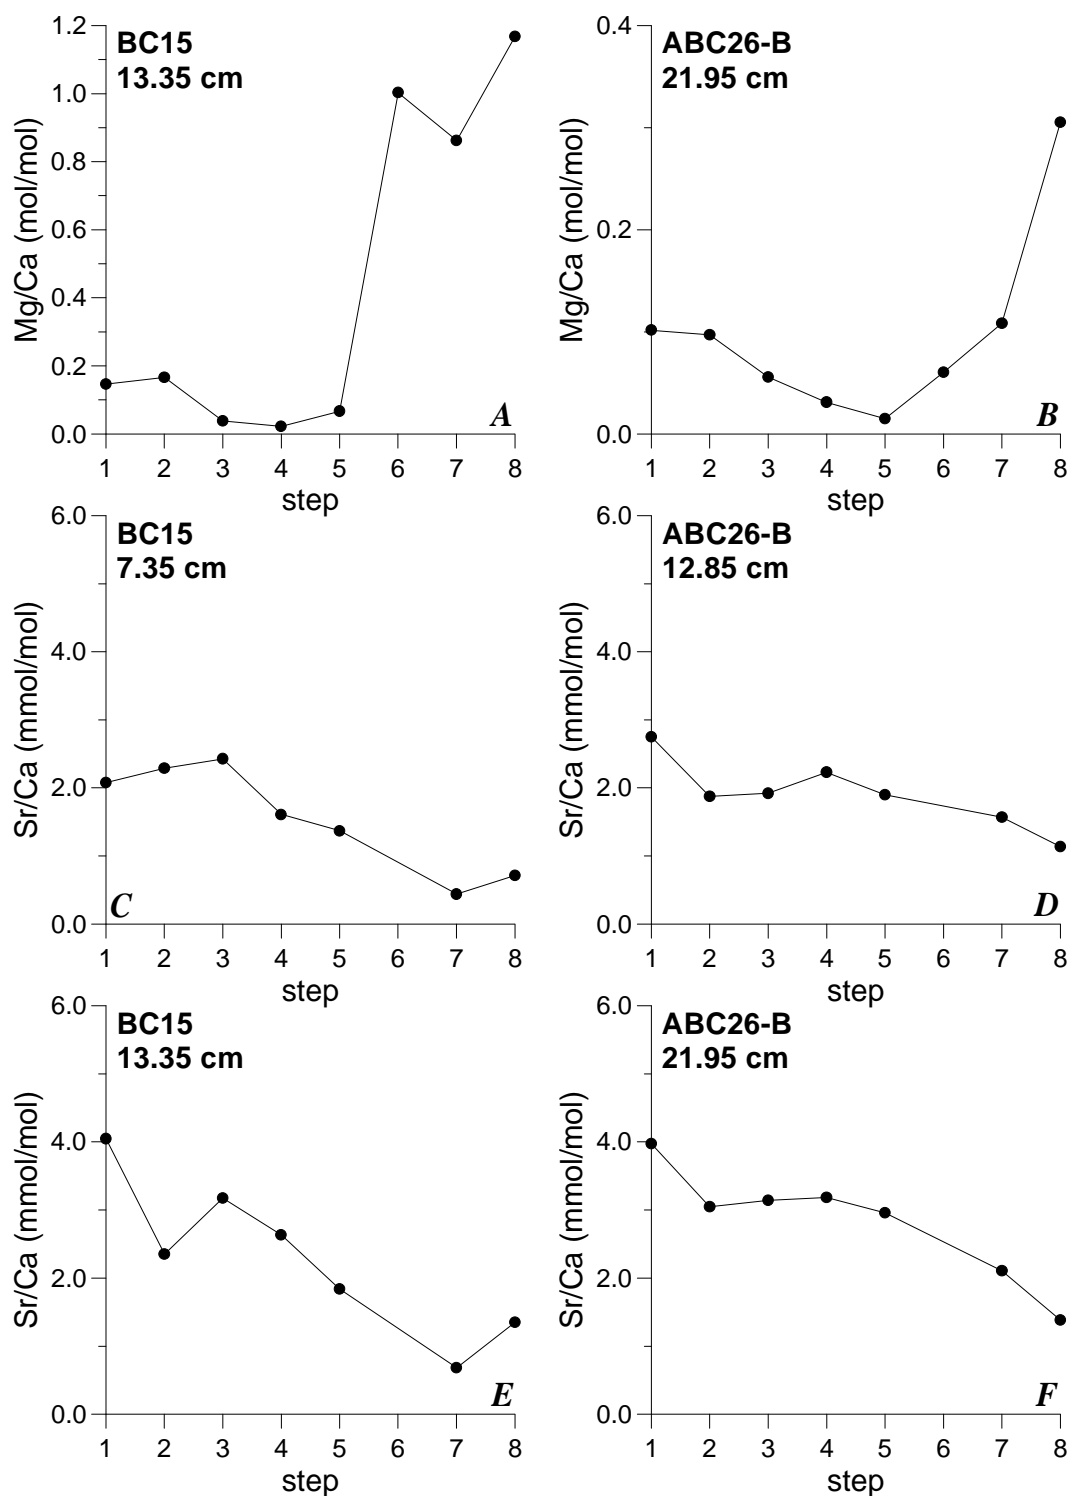 BC15
13.35 cm
Mg/Ca (mol/mol)
1.2
1.0
0.8
0.6
0.4
0.2
0.0
A
1 2 3 4 5 6 7 8
step
ABC26-B
21.95 cm
Mg/Ca (mol/mol)
0.4
0.2
0.0
B
1 2 3 4 5 6 7 8
step
BC15
7.35 cm
Sr/Ca (mmol/mol)
6.0
4.0
2.0
0.0
C
1 2 3 4 5 6 7 8
step
ABC26-B
12.85 cm
Sr/Ca (mmol/mol)
6.0
4.0
2.0
0.0
D
1 2 3 4 5 6 7 8
step
BC15
13.35 cm
Sr/Ca (mmol/mol)
6.0
4.0
2.0
0.0
E
1 2 3 4 5 6 7 8
step
ABC26-B
21.95 cm
Sr/Ca (mmol/mol)
6.0
4.0
2.0
0.0
F
1 2 3 4 5 6 7 8
step